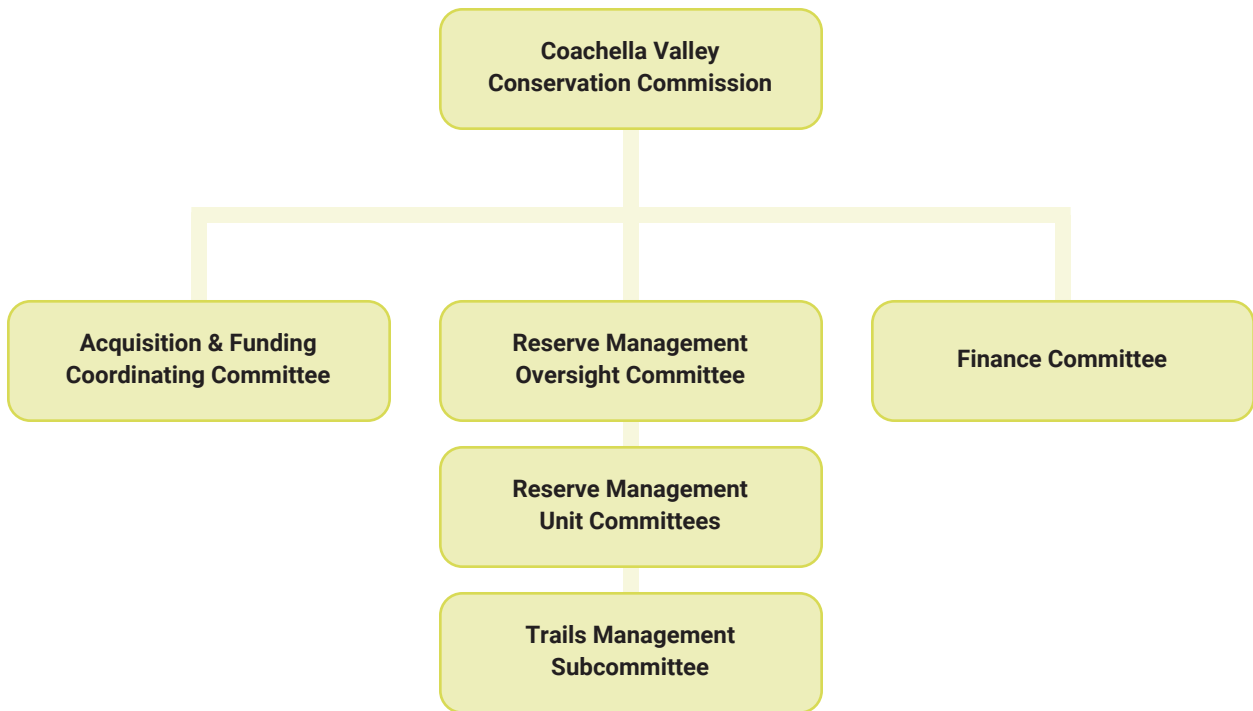 Coachella Valley
Conservation Commission
Acquisition & Funding
Coordinating Committee
Reserve Management
Oversight Committee
Finance Committee
Reserve Management
Unit Committees
Trails Management
Subcommittee